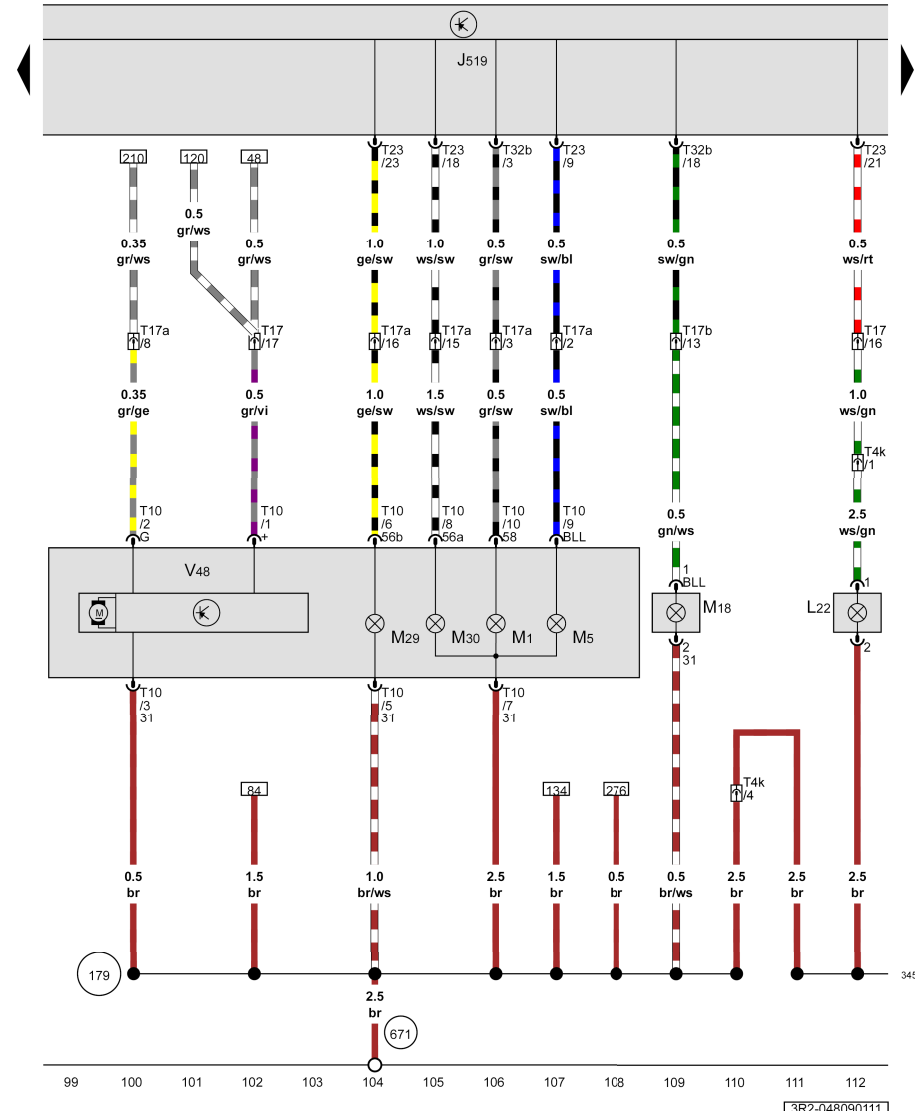 J519
T23 T23 T32b T23 T32b T23
/23 /18 /3 /9 /18 /21
210 120 48
0.5
gr/ws
0.35 0.5 1.0 1.0 0.5 0.5 0.5 0.5
gr/ws gr/ws ge/sw ws/sw gr/sw sw/bl sw/gn ws/rt
T17a T17 T17a T17a T17a T17a T17b T17
/8 /17 /16 /15 /3 /2 /13 /16
0.35 0.5 1.0 1.5 0.5 0.5 1.0
gr/ge gr/vi ge/sw ws/sw gr/sw sw/bl ws/gn
T4k
/1
T10 T10 T10 T10 T10 T10 0.5 2.5
/2 /1 /6 /8 /10 /9 gn/ws ws/gn
G + 56b 56a 58 BLL
V48
1 1
BLL
M
M29 M30 M1 M5 M18 L22
2 2
31
T10 T10 T10
/3 /5 /7
31 31 31
84 134 276 T4k
/4
0.5 1.5 1.0 2.5 1.5 0.5 0.5 2.5 2.5 2.5
br br br/ws br br br br/ws br br br
179 345
2.5
br
671
99 100 101 102 103 104 105 106 107 108 109 110 111 112
3R2-048090111